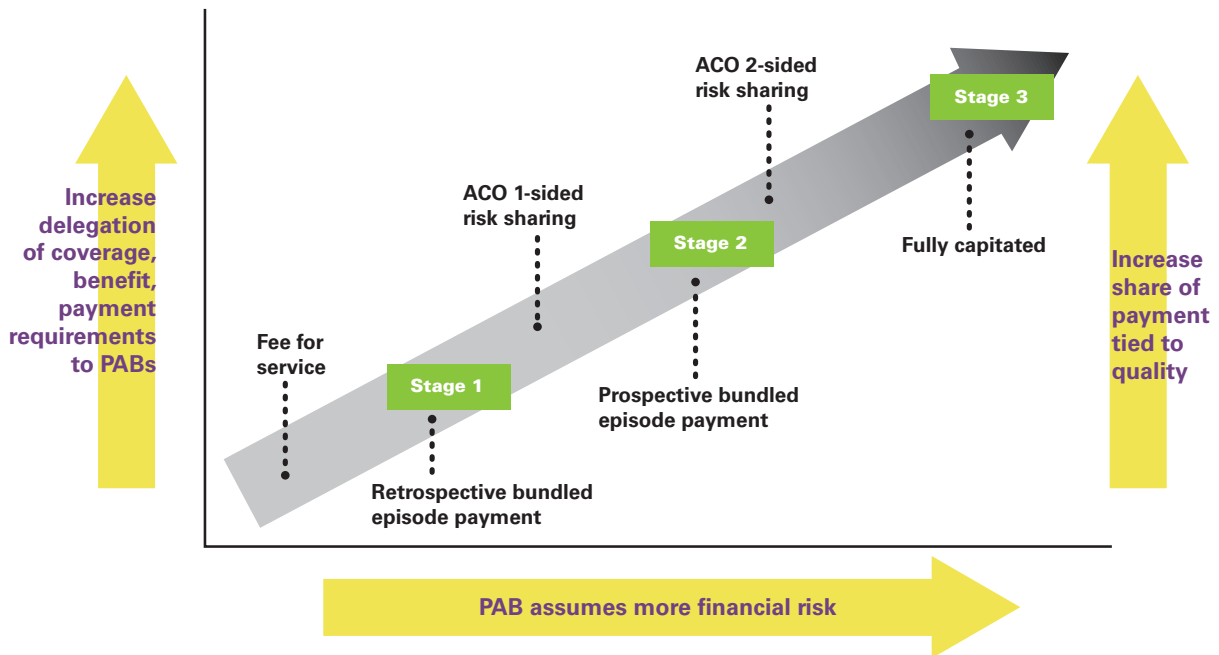 ACO 2-sided
risk sharing
Stage 3
Increase
delegation
of coverage,
benefit,
payment
requirements
to PABs
ACO 1-sided
risk sharing
Stage 2
Fully capitated
Increase
share of
payment
tied to
quality
Fee for
service
Stage 1
Prospective bundled
episode payment
Retrospective bundled
episode payment
PAB assumes more financial risk